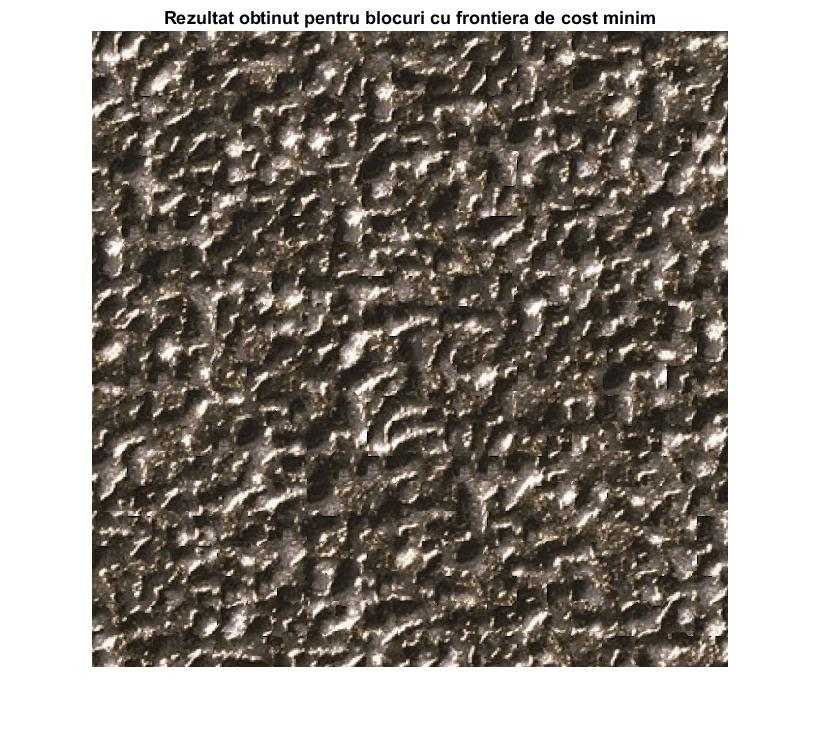 Rezultat obtinut pentru blocuri cu frontiera de cost minim